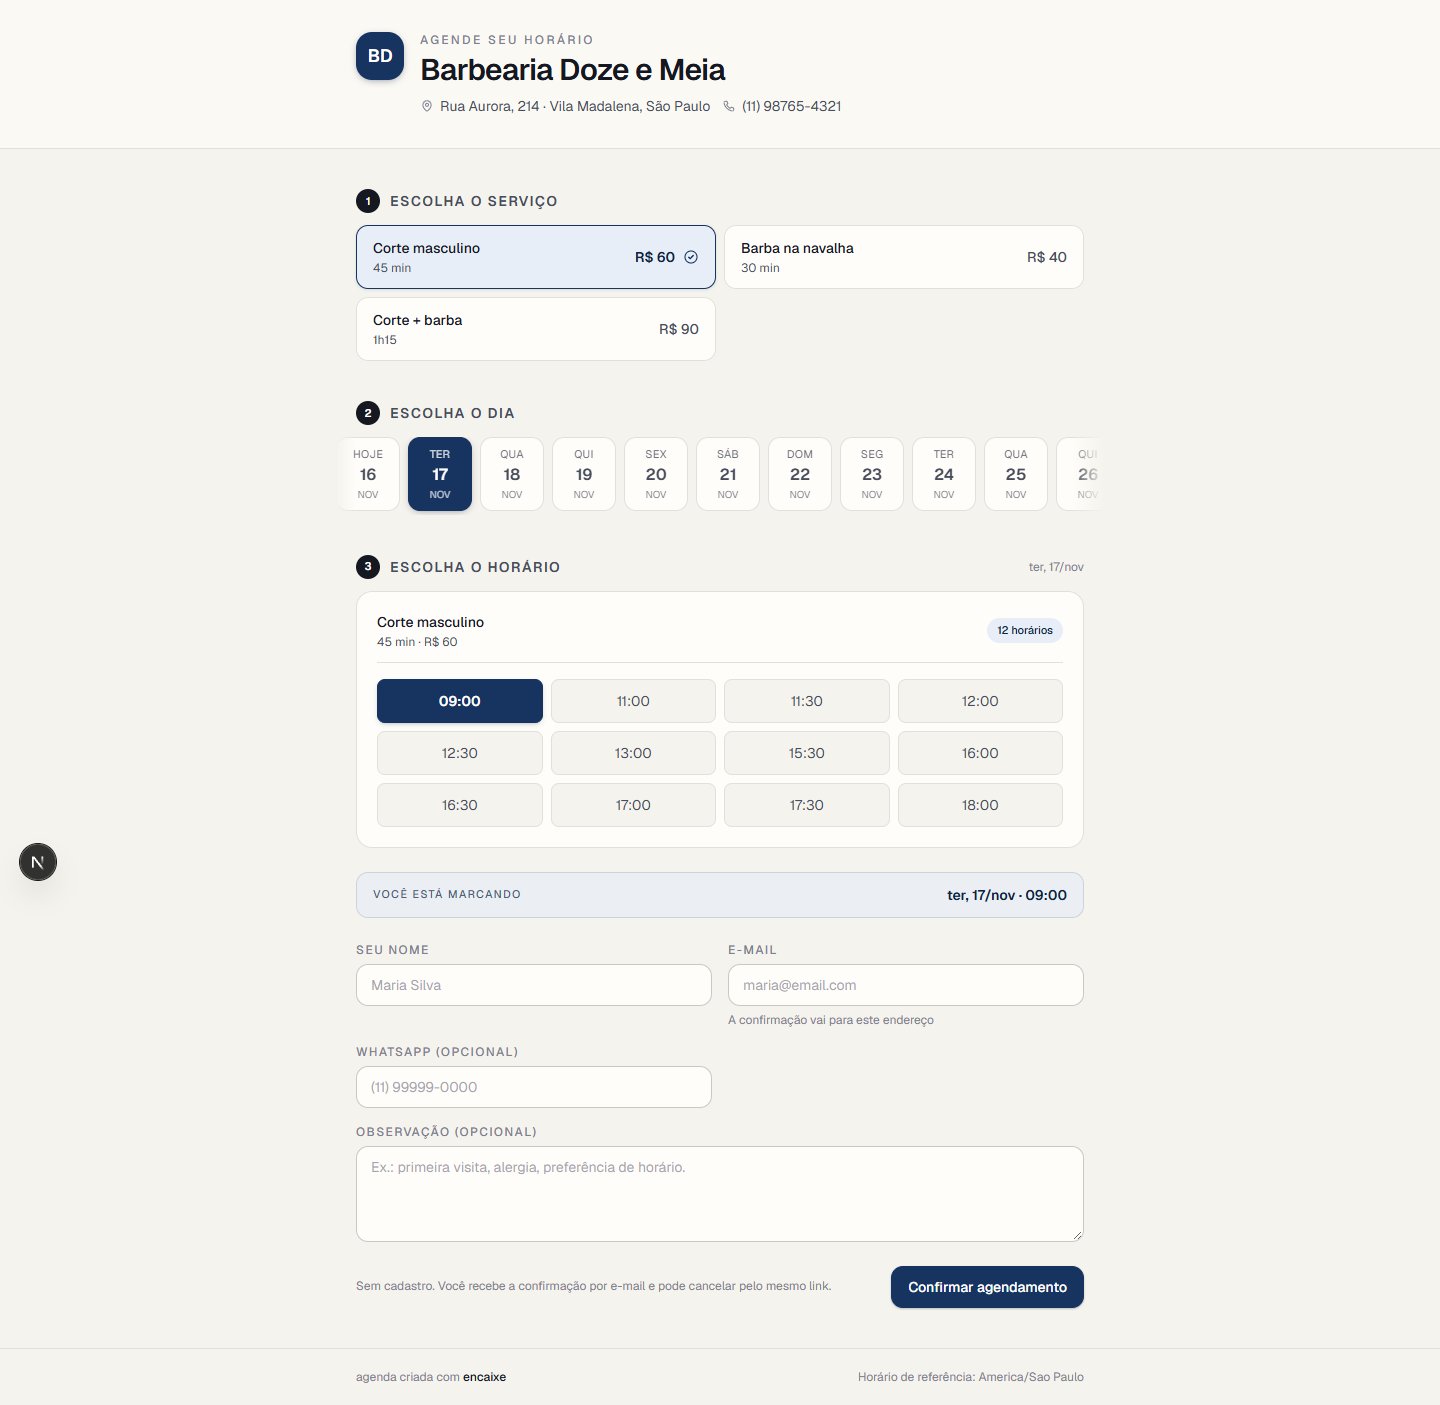 BD
AGENDE SEU HORÁRIO
Barbearia Doze e Meia
Rua Aurora, 214 · Vila Madalena, São Paulo (11) 98765-4321
1 ESCOLHA O SERVIÇO
Corte masculino
45 min
R$ 60
Barba na navalha
30 min
R$ 40
Corte + barba
1h15
R$ 90
2 ESCOLHA O DIA
HOJE TER QUA QUI SEX SÁB DOM SEG TER QUA QUI
16 17 18 19 20 21 22 23 24 25 26
NOV NOV NOV NOV NOV NOV NOV NOV NOV NOV NOV
3 ESCOLHA O HORÁRIO ter, 17/nov
Corte masculino
45 min · R$ 60
12 horários
09:00 11:00 11:30 12:00
12:30 13:00 15:30 16:00
16:30 17:00 17:30 18:00
N
VOCÊ ESTÁ MARCANDO ter, 17/nov · 09:00
SEU NOME
Maria Silva
E-MAIL
maria@email.com
A confirmação vai para este endereço
WHATSAPP (OPCIONAL)
(11) 99999-0000
OBSERVAÇÃO (OPCIONAL)
Ex.: primeira visita, alergia, preferência de horário.
Sem cadastro. Você recebe a confirmação por e-mail e pode cancelar pelo mesmo link.
Confirmar agendamento
agenda criada com encaixe
Horário de referência: America/Sao Paulo